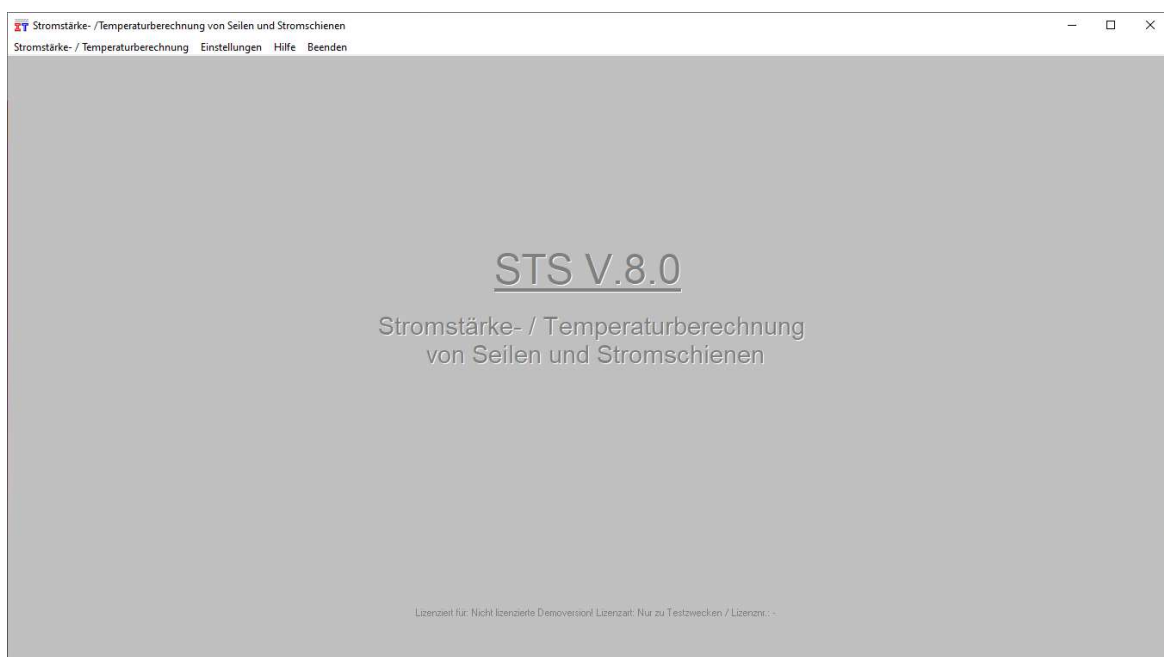 Stromstärke- /Temperaturberechnung von Seilen und Stromschienen
Stromstärke- / Temperaturberechnung Einstellungen Hilfe Beenden
STS V.8.0
Stromstärke- / Temperaturberechnung
von Seilen und Stromschienen
Lizenziert für: Nicht lizenzierte Demoversion! Lizenzart: Nur zu Testzwecken / Lizenznr.: -